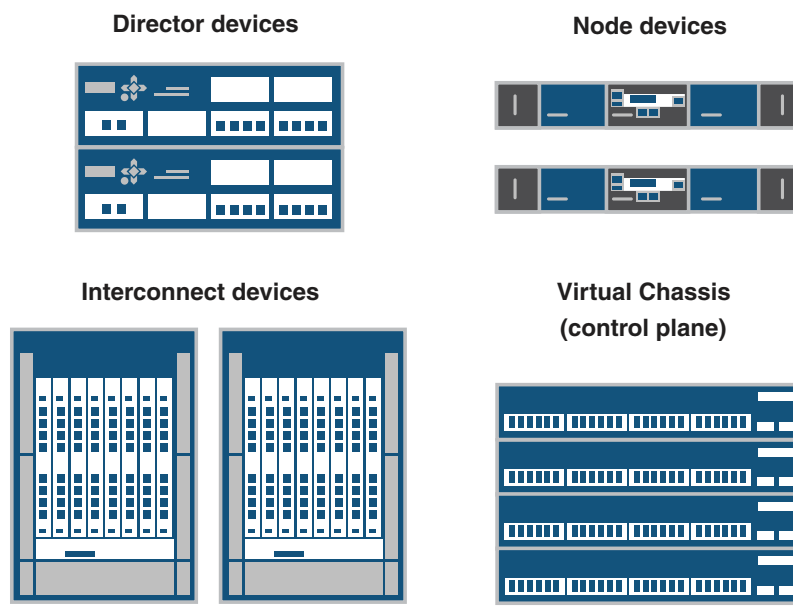 Director devices
Node devices
Interconnect devices
Virtual Chassis
(control plane)